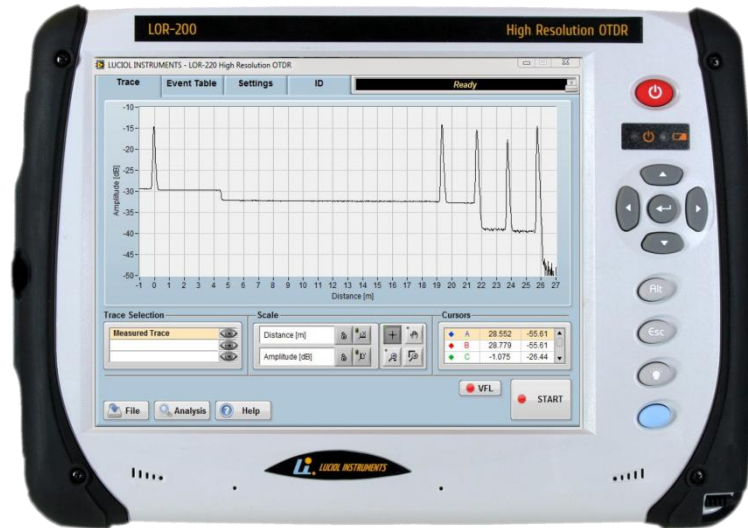 LOR-200
High Resolution OTDR
LUCIOL INSTRUMENTS - LOR-220 High Resolution OTDR
Trace Event Table Settings ID Ready
-10
-15
-20
-25
-30
-35
-40
-45
-50
Amplitude [dB]
-1 0 1 2 3 4 5 6 7 8 9 10 11 12 13 14 15 16 17 18 19 20 21 22 23 24 25 26 27
Distance [m]
Trace Selection
Measured Trace
Scale
Distance [m]
Amplitude [dB]
Cursors
A 28.552 -55.61
B 28.779 -55.61
C -1.075 -26.44
VFL
START
File Analysis Help
Alt
Esc
Li. LUCIOL INSTRUMENTS